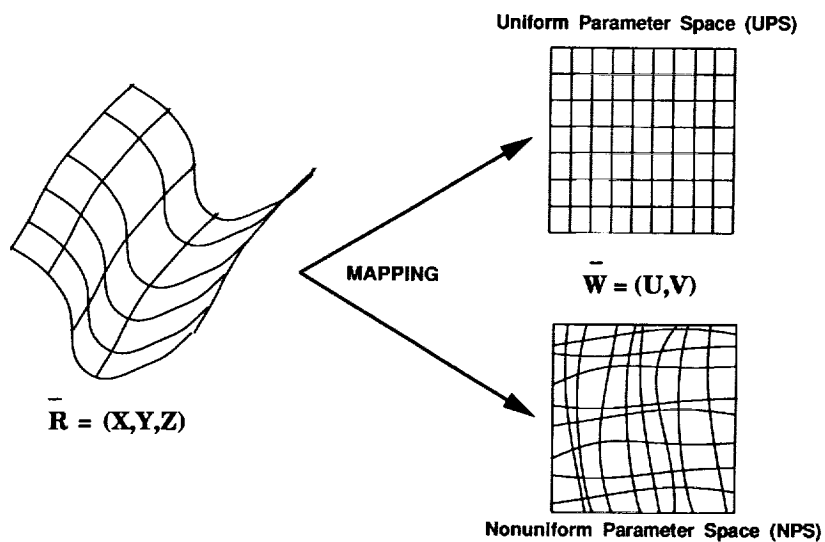 Uniform Parameter Space (UPS)
MAPPING
W̄ = (U,V)
R̄ = (X,Y,Z)
Nonuniform Parameter Space (NPS)